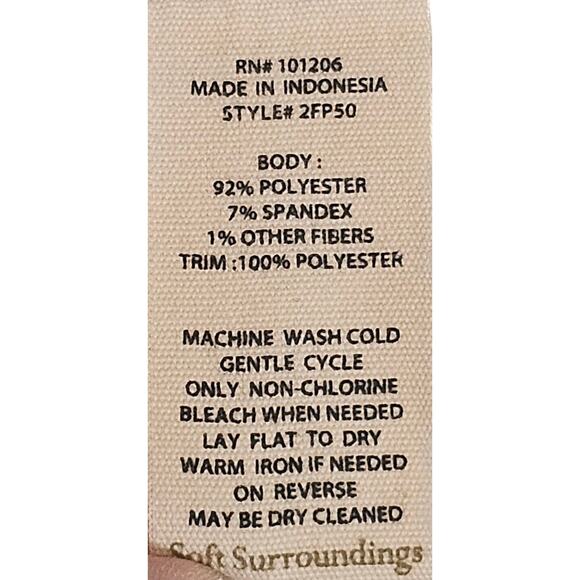 RN# 101206
MADE IN INDONESIA
STYLE# 2FP50
BODY :
92% POLYESTER
7% SPANDEX
1% OTHER FIBERS
TRIM :100% POLYESTER
MACHINE WASH COLD
GENTLE CYCLE
ONLY NON-CHLORINE
BLEACH WHEN NEEDED
LAY FLAT TO DRY
WARM IRON IF NEEDED
ON REVERSE
MAY BE DRY CLEANED
Soft Surroundings